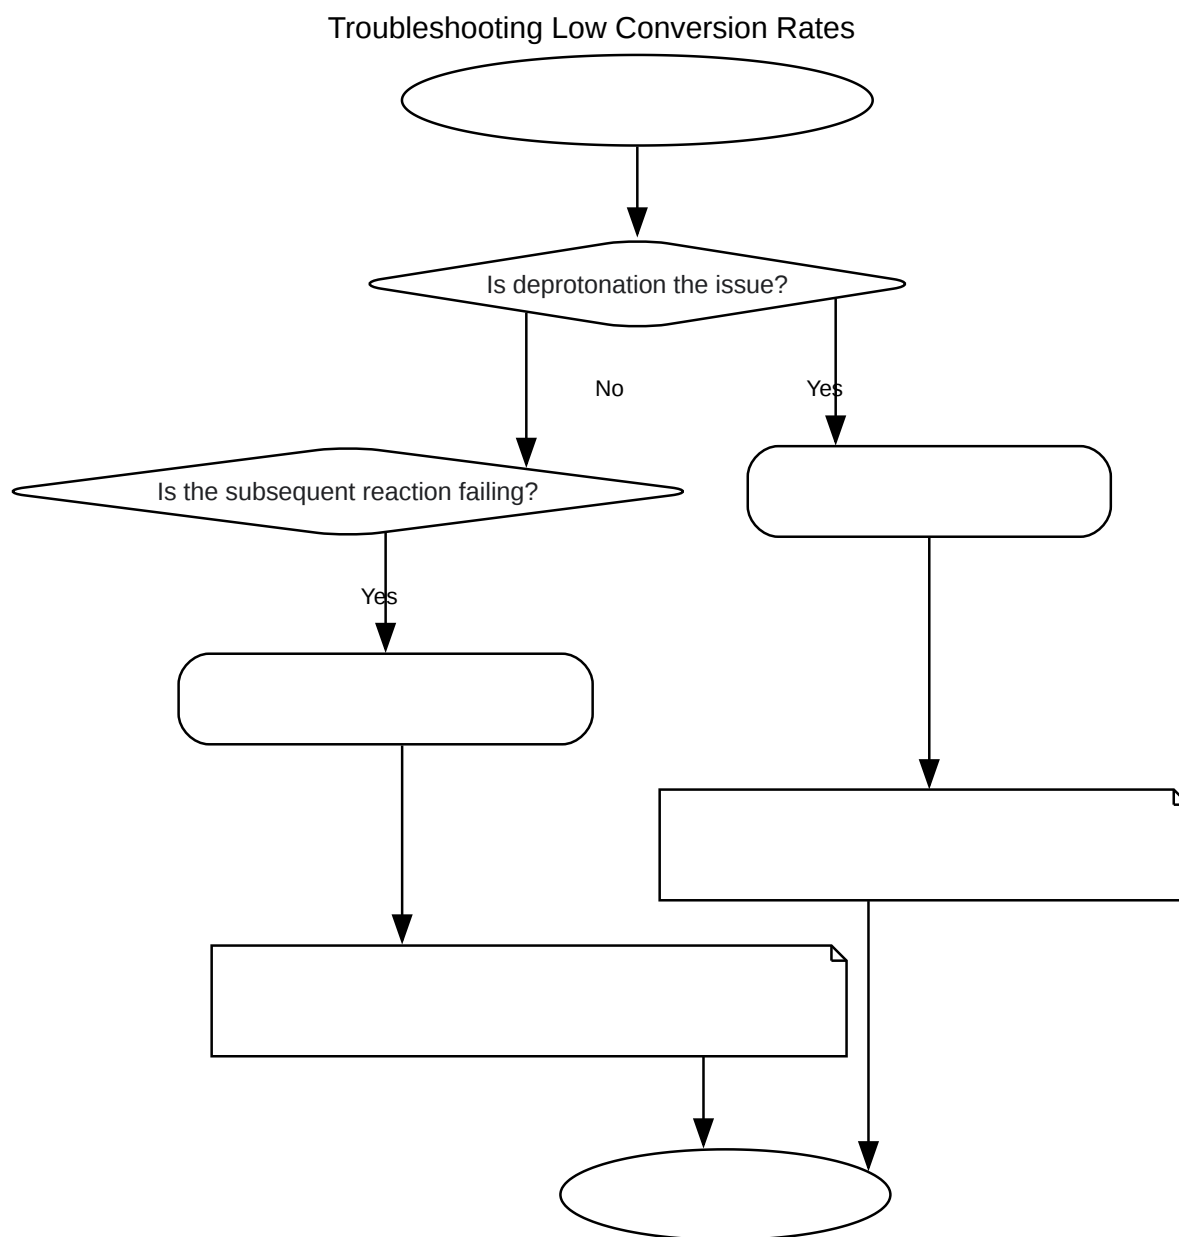 Troubleshooting Low Conversion Rates
Is deprotonation the issue?
No
Yes
Is the subsequent reaction failing?
Yes